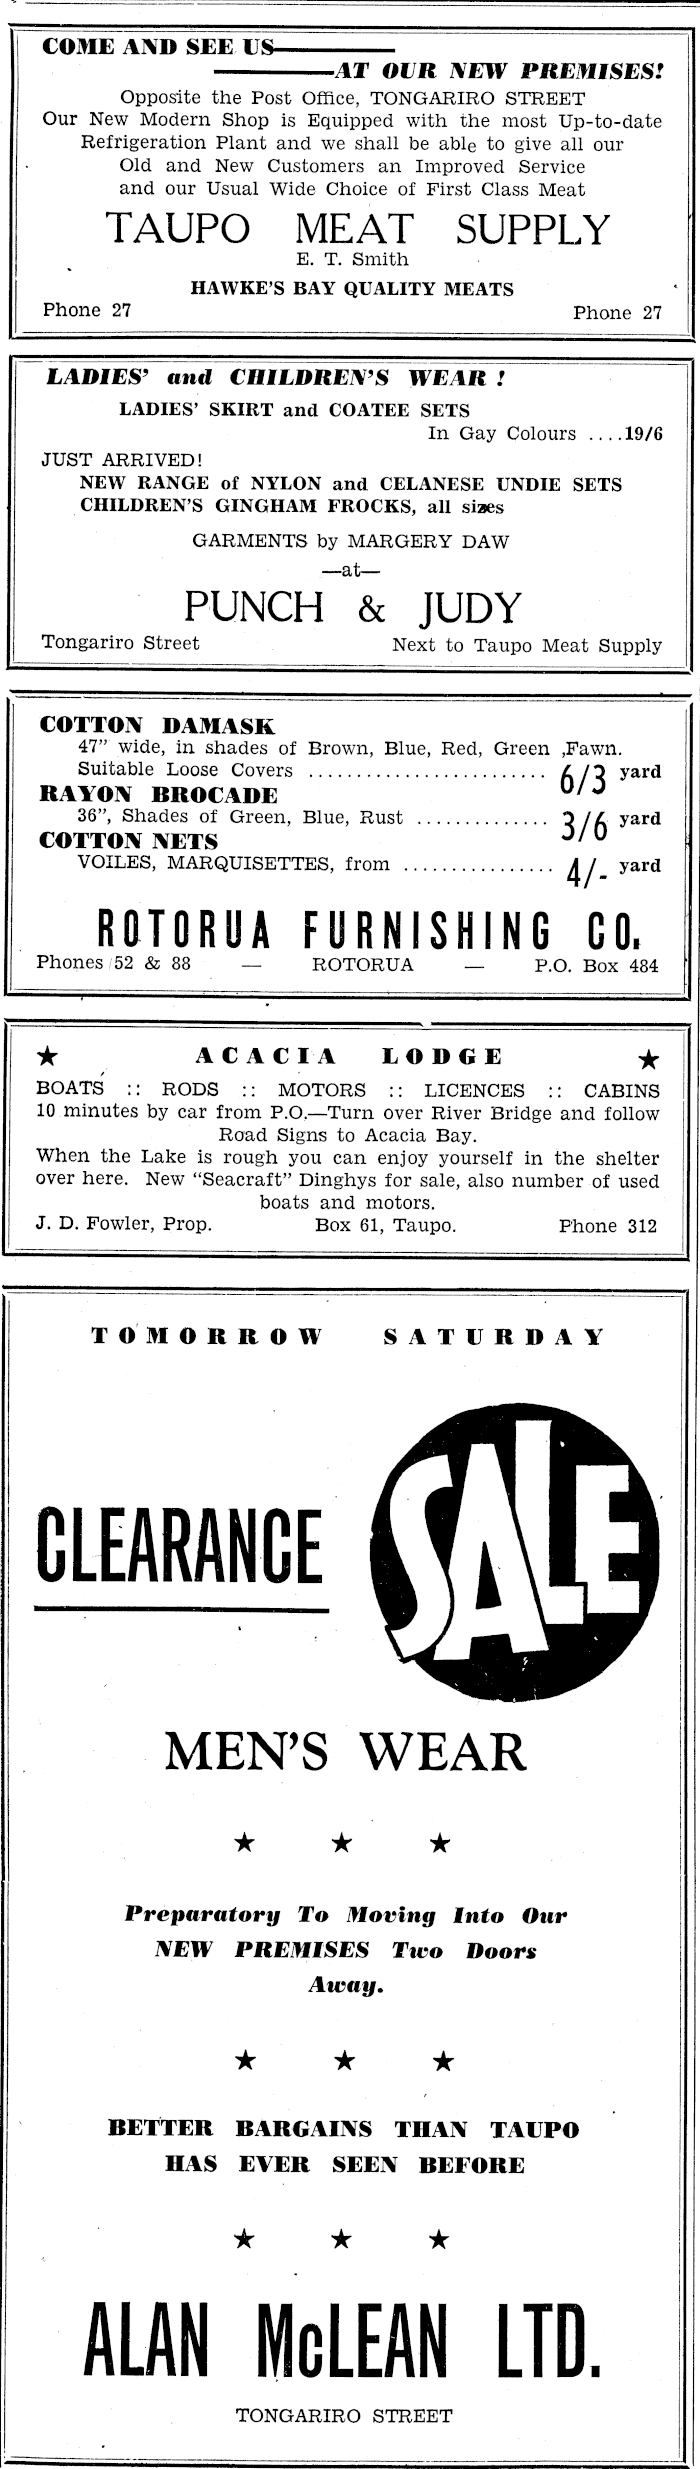 COME AND SEE US
AT OUR NEW PREMISES!
Opposite the Post Office, TONGARIRO STREET
Our New Modern Shop is Equipped with the most Up-to-date
Refrigeration Plant and we shall be able to give all our
Old and New Customers an Improved Service
and our Usual Wide Choice of First Class Meat
TAUPO MEAT SUPPLY
E. T. Smith
HAWKE'S BAY QUALITY MEATS
Phone 27 Phone 27
LADIES' and CHILDREN'S WEAR !
LADIES' SKIRT and COATEE SETS
In Gay Colours ....19/6
JUST ARRIVED!
NEW RANGE of NYLON and CELANESE UNDIE SETS
CHILDREN'S GINGHAM FROCKS, all sizes
GARMENTS by MARGERY DAW
—at—
PUNCH & JUDY
Tongariro Street Next to Taupo Meat Supply
COTTON DAMASK
47" wide, in shades of Brown, Blue, Red, Green ,Fawn.
Suitable Loose Covers ......................... 6/3 yard
RAYON BROCADE
36", Shades of Green, Blue, Rust .............. 3/6 yard
COTTON NETS
VOILES, MARQUISETTES, from ................ 4/- yard
ROTORUA FURNISHING CO.
Phones 52 & 88 — ROTORUA — P.O. Box 484
★ ACACIA LODGE ★
BOATS :: RODS :: MOTORS :: LICENCES :: CABINS
10 minutes by car from P.O.—Turn over River Bridge and follow
Road Signs to Acacia Bay.
When the Lake is rough you can enjoy yourself in the shelter
over here. New "Seacraft" Dinghys for sale, also number of used
boats and motors.
J. D. Fowler, Prop. Box 61, Taupo. Phone 312
TOMORROW SATURDAY
CLEARANCE SALE
MEN'S WEAR
★ ★ ★
Preparatory To Moving Into Our
NEW PREMISES Two Doors
Away.
★ ★ ★
BETTER BARGAINS THAN TAUPO
HAS EVER SEEN BEFORE
★ ★ ★
ALAN McLEAN LTD.
TONGARIRO STREET